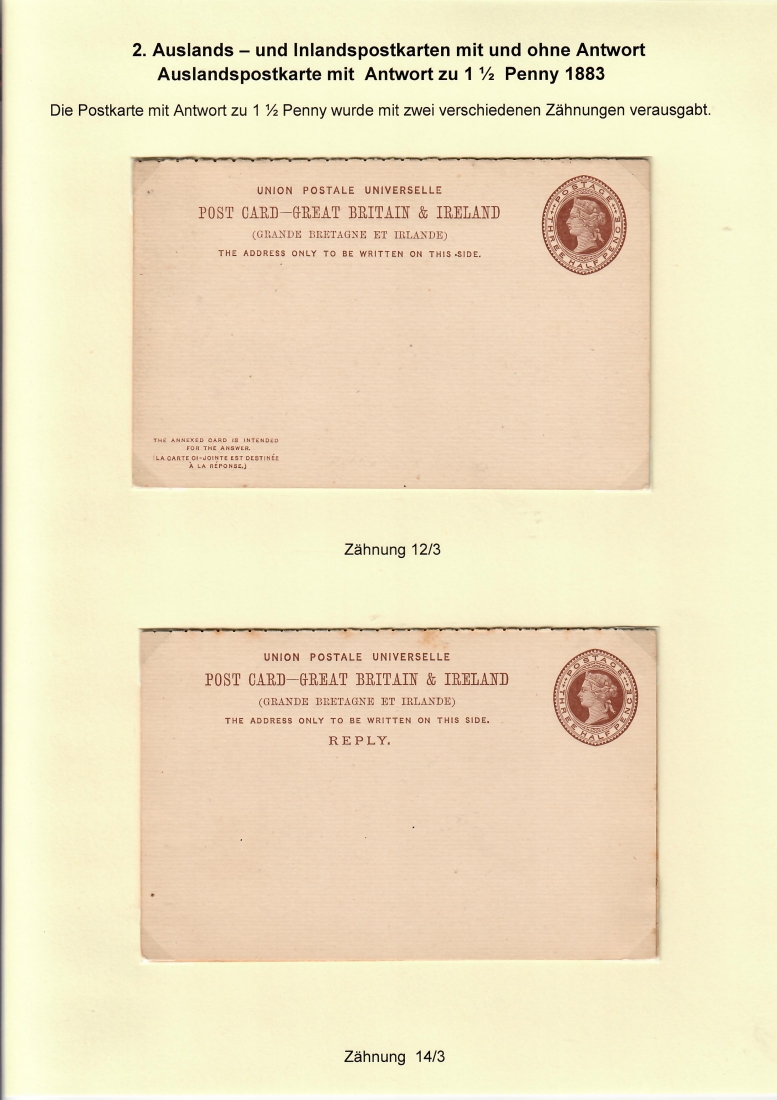 2. Auslands – und Inlandspostkarten mit und ohne Antwort
Auslandspostkarte mit Antwort zu 1 ½ Penny 1883
Die Postkarte mit Antwort zu 1 ½ Penny wurde mit zwei verschiedenen Zähnungen verausgabt.
UNION POSTALE UNIVERSELLE
POST CARD—GREAT BRITAIN & IRELAND
(GRANDE BRETAGNE ET IRLANDE)
THE ADDRESS ONLY TO BE WRITTEN ON THIS SIDE.
POSTAGE
THREE HALF PENCE
THE ANNEXED CARD IS INTENDED
FOR THE ANSWER.
(LA CARTE CI-JOINTE EST DESTINÉE
À LA RÉPONSE.)
Zähnung 12/3
UNION POSTALE UNIVERSELLE
POST CARD—GREAT BRITAIN & IRELAND
(GRANDE BRETAGNE ET IRLANDE)
THE ADDRESS ONLY TO BE WRITTEN ON THIS SIDE.
REPLY.
POSTAGE
THREE HALF PENCE
Zähnung 14/3